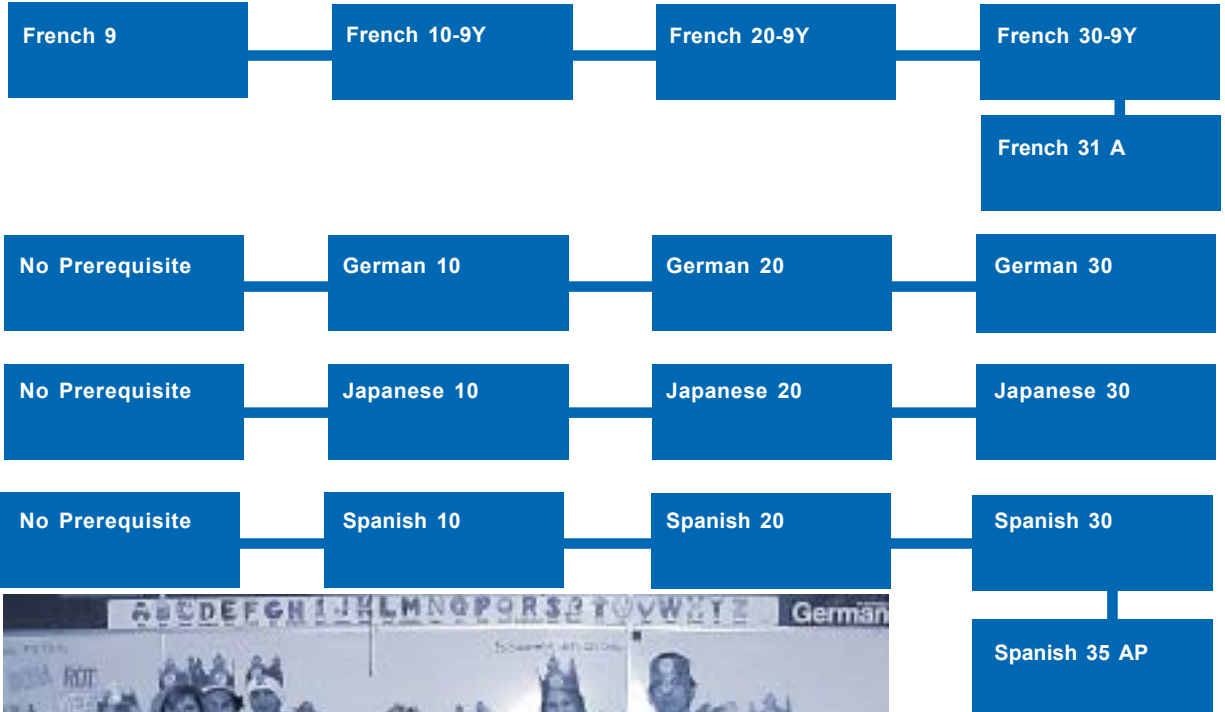 French 9
French 10-9Y
French 20-9Y
French 30-9Y
French 31 A
No Prerequisite
German 10
German 20
German 30
No Prerequisite
Japanese 10
Japanese 20
Japanese 30
No Prerequisite
Spanish 10
Spanish 20
Spanish 30
Spanish 35 AP
ABCDEFGHIJKLMNOPQRSTUVWXYZ
German
ROT